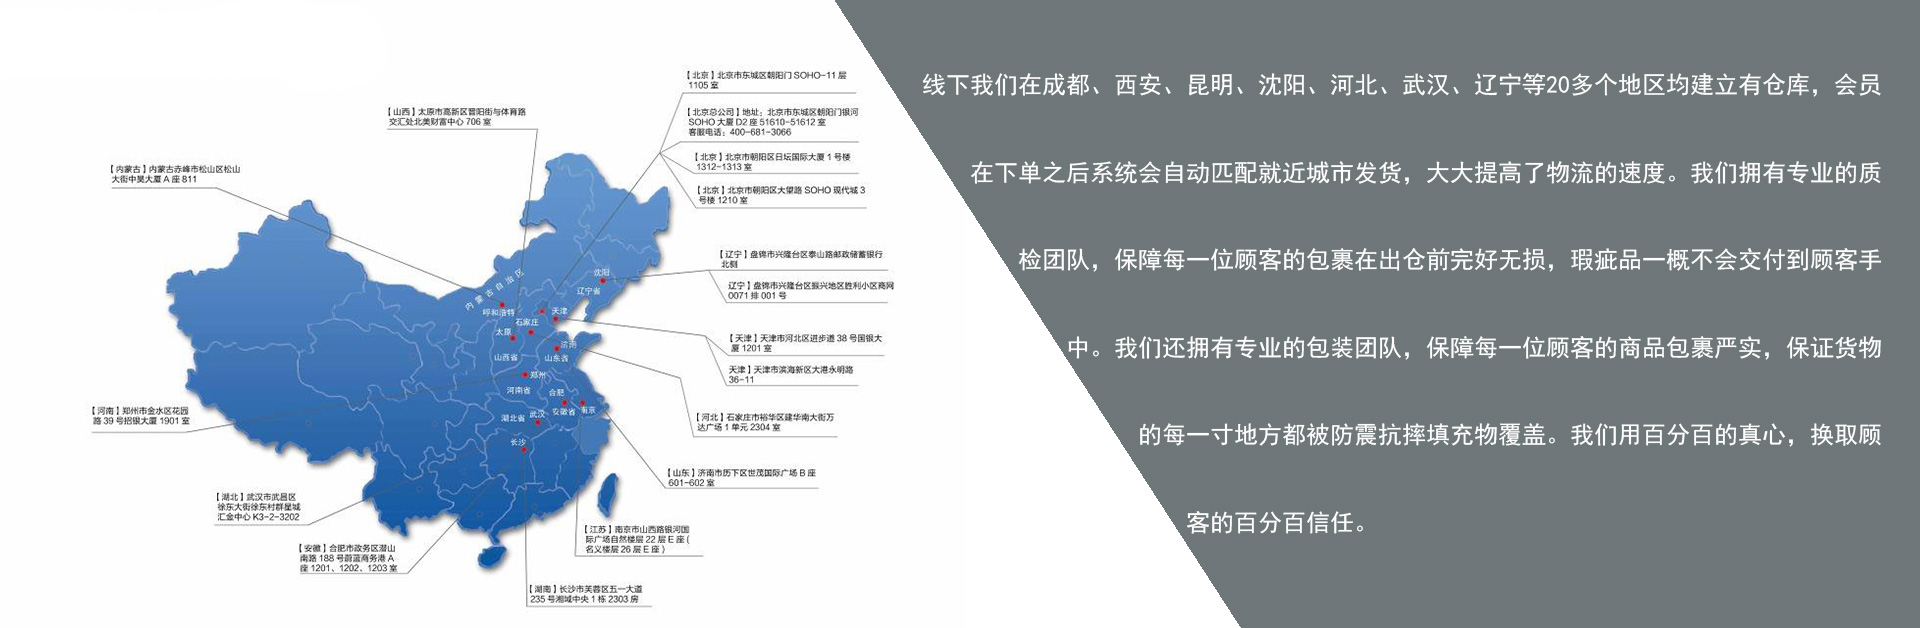 【北京】北京市东城区朝阳门 SOHO-11 层
1105 室
【北京总公司】地址：北京市东城区朝阳门银河
SOHO 大厦 D2 座 51610-51612 室
客服电话：400-681-3066
【北京】北京市朝阳区日坛国际大厦 1 号楼
1312-1313 室
【北京】北京市朝阳区大望路 SOHO 现代城 3
号楼 1210 室
【山西】太原市高新区晋阳街与体育路
交汇处北美财富中心 706 室
【内蒙古】内蒙古赤峰市松山区松山
大街中昊大厦 A 座 811
【辽宁】盘锦市兴隆台区泰山路邮政储蓄银行
北侧
辽宁】盘锦市兴隆台区振兴地区胜利小区商网
0071 排 001 号
【天津】天津市河北区进步道 38 号国银大
厦 1201 室
天津】天津市滨海新区大港永明路
36-11
【河北】石家庄市裕华区建华南大街万
达广场 1 单元 2304 室
【山东】济南市历下区世茂国际广场 B 座
601-602 室
【江苏】南京市山西路银河国
际广场自然楼层 22 层 E 座（
名义楼层 26 层 E 座）
【湖南】长沙市芙蓉区五一大道
235 号湘域中央 1 栋 2303 房
【安徽】合肥市政务区潜山
南路 188 号蔚蓝商务港 A
座 1201、1202、1203 室
【湖北】武汉市武昌区
徐东大街徐东村群星城
汇金中心 K3-2-3202
【河南】郑州市金水区花园
路 39 号招银大厦 1901 室
内蒙古自治区
呼和浩特
沈阳
辽宁省
天津
石家庄
太原
济南
山西省
山东省
郑州
河南省
合肥
安徽省
南京
湖北省
武汉
长沙
线下我们在成都、西安、昆明、沈阳、河北、武汉、辽宁等20多个地区均建立有仓库，会员
在下单之后系统会自动匹配就近城市发货，大大提高了物流的速度。我们拥有专业的质
检团队，保障每一位顾客的包裹在出仓前完好无损，瑕疵品一概不会交付到顾客手
中。我们还拥有专业的包装团队，保障每一位顾客的商品包裹严实，保证货物
的每一寸地方都被防震抗摔填充物覆盖。我们用百分百的真心，换取顾
客的百分百信任。